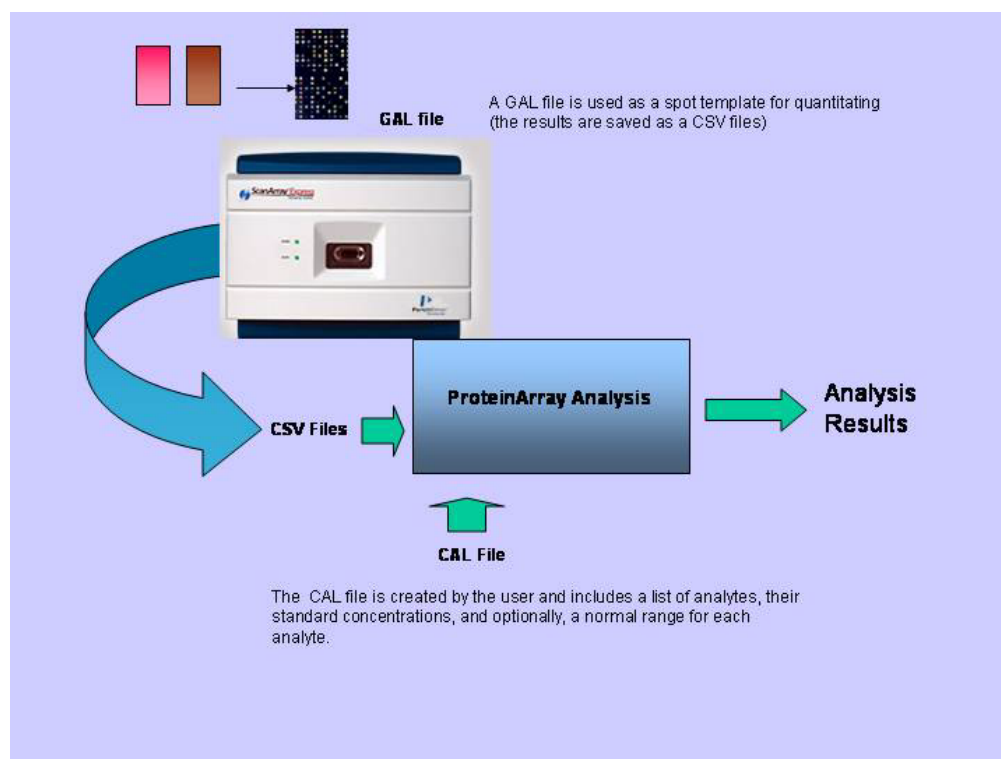 A GAL file is used as a spot template for quantitating
(the results are saved as a CSV files)
GAL file
ScanArray Express
ProteinArray Analysis
Analysis
Results
CSV Files
CAL File
The CAL file is created by the user and includes a list of analytes, their
standard concentrations, and optionally, a normal range for each
analyte.